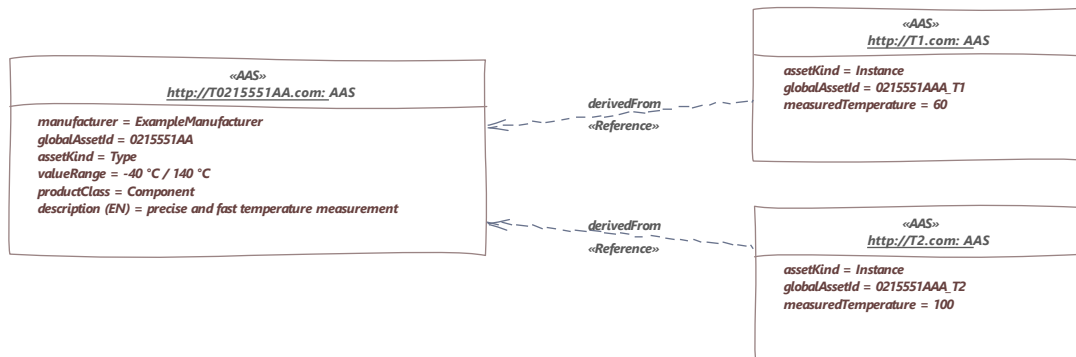 «AAS»
http://T0215551AA.com: AAS
manufacturer = ExampleManufacturer
globalAssetId = 0215551AA
assetKind = Type
valueRange = -40 °C / 140 °C
productClass = Component
description (EN) = precise and fast temperature measurement
derivedFrom
«Reference»
derivedFrom
«Reference»
«AAS»
http://T1.com: AAS
assetKind = Instance
globalAssetId = 0215551AAA_T1
measuredTemperature = 60
«AAS»
http://T2.com: AAS
assetKind = Instance
globalAssetId = 0215551AAA_T2
measuredTemperature = 100